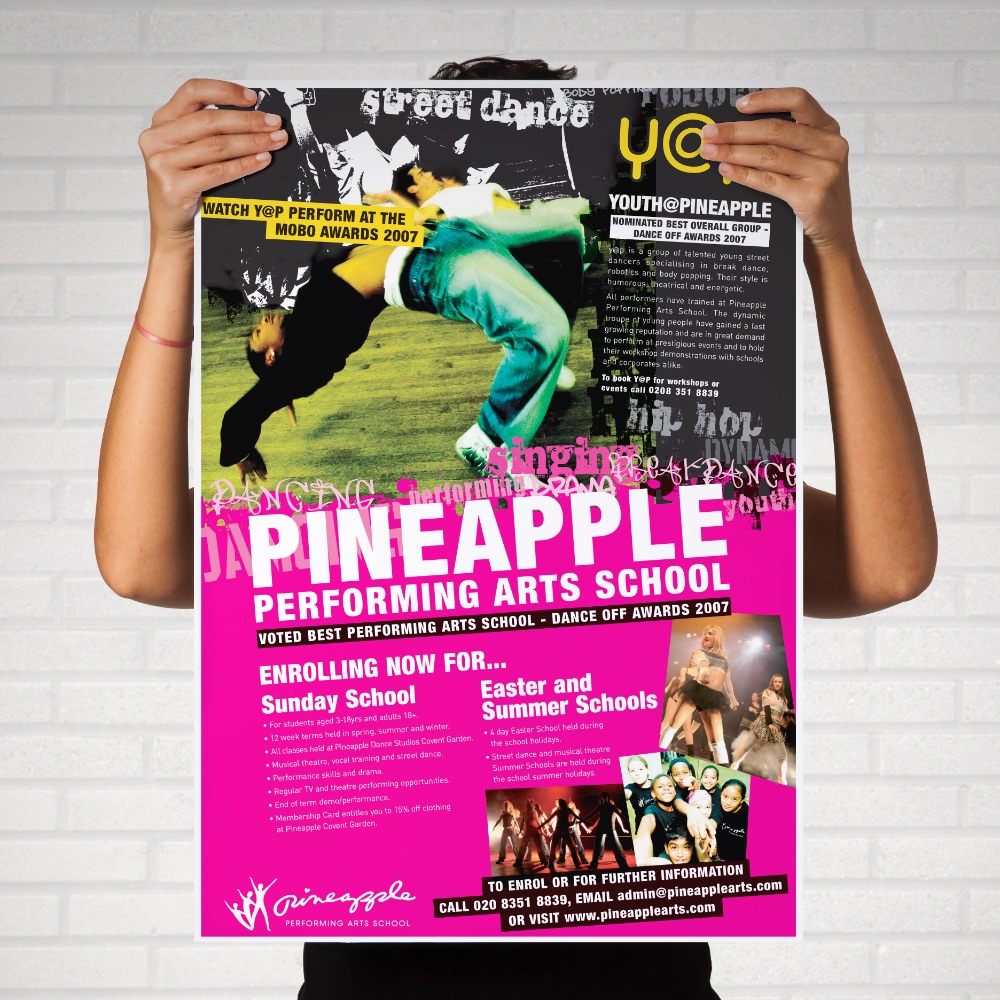 street dance
BODY POPPING
robotics
Y@P
WATCH Y@P PERFORM AT THE
MOBO AWARDS 2007
YOUTH@PINEAPPLE
NOMINATED BEST OVERALL GROUP -
DANCE OFF AWARDS 2007
y@p is a group of talented young street
dancers specialising in break dance,
robotics and body popping. Their style is
humorous, theatrical and energetic.
All performers have trained at Pineapple
Performing Arts School. The dynamic
troupe of young people have gained a fast
growing reputation and are in great demand
to perform at prestigious events and to hold
their workshop demonstrations with schools
and corporates alike.
To book Y@P for workshops or
events call 0208 351 8839
hip hop
DYNAMI
singing
BREAKDANCE
DANCING
performing
DRAMA
youth
DANCING
PINEAPPLE
PERFORMING ARTS SCHOOL
VOTED BEST PERFORMING ARTS SCHOOL - DANCE OFF AWARDS 2007
ENROLLING NOW FOR...
Sunday School
• For students aged 3-18yrs and adults 18+.
• 12 week terms held in spring, summer and winter.
• All classes held at Pineapple Dance Studios Covent Garden.
• Musical theatre, vocal training and street dance.
• Performance skills and drama.
• Regular TV and theatre performing opportunities.
• End of term demo/performance.
• Membership Card entitles you to 15% off clothing
at Pineapple Covent Garden.
Easter and
Summer Schools
• 4 day Easter School held during
the school holidays.
• Street dance and musical theatre
Summer Schools are held during
the school summer holidays.
pineapple
PERFORMING ARTS SCHOOL
TO ENROL OR FOR FURTHER INFORMATION
CALL 020 8351 8839, EMAIL admin@pineapplearts.com
OR VISIT www.pineapplearts.com